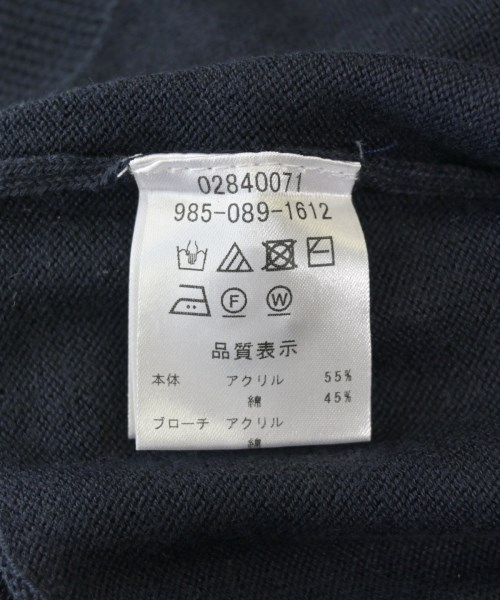 02840071
985-089-1612
F W
品質表示
本体 アクリル 55%
綿 45%
ブローチ アクリル
綿